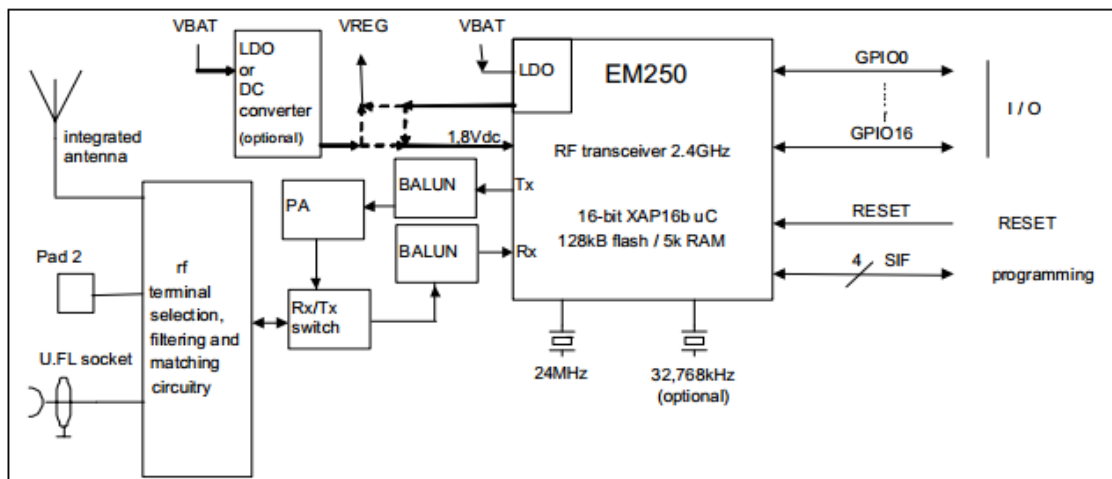 VBAT
LDO
or
DC
converter
(optional)
VREG
VBAT
LDO
EM250
1,8Vdc
RF transceiver 2.4GHz
16-bit XAP16b uC
128kB flash / 5k RAM
Tx
Rx
BALUN
BALUN
PA
Rx/Tx
switch
integrated
antenna
Pad 2
U.FL socket
rf
terminal
selection,
filtering and
matching
circuitry
24MHz
32,768kHz
(optional)
GPIO0
GPIO16
I / O
RESET
RESET
4 SIF
programming